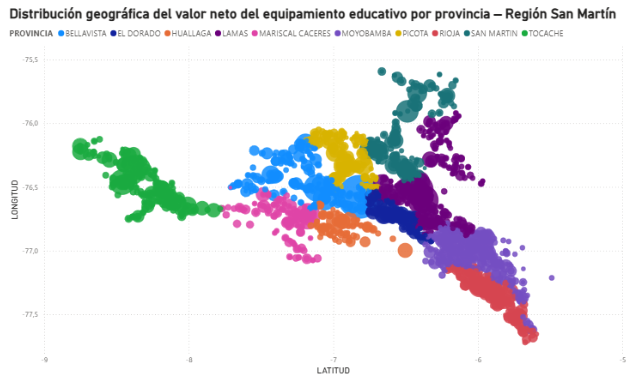 Distribución geográfica del valor neto del equipamiento educativo por provincia — Región San Martín
PROVINCIA BELLAVISTA EL DORADO HUALLAGA LAMAS MARISCAL CACERES MOYOBAMBA PICOTA RIOJA SAN MARTIN TOCACHE
-75,5
-76,0
-76,5
-77,0
-77,5
LONGITUD
-9 -8 -7 -6 -5
LATITUD